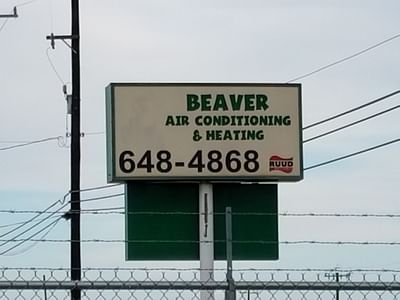 BEAVER
AIR CONDITIONING
& HEATING
648-4868 RUUD